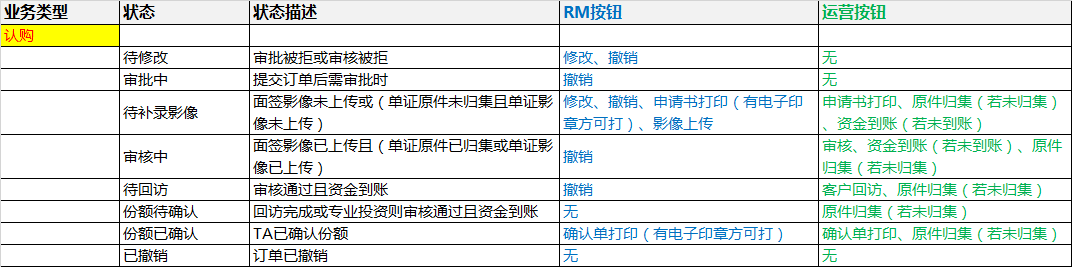 业务类型 状态 状态描述 RM按钮 运营按钮
认购
待修改 审批被拒或审核被拒 修改、撤销 无
审批中 提交订单后需审批时 撤销 无
待补录影像 面签影像未上传或（单证原件未归集且单证影 修改、撤销、申请书打印（有电子印 申请书打印、原件归集（若未归集）
像未上传） 章方可打）、影像上传 、资金到账（若未到账）
审核中 面签影像已上传且（单证原件已归集或单证影 撤销 审核、资金到账（若未到账）、原件
像已上传） 归集（若未归集）
待回访 审核通过且资金到账 撤销 客户回访、原件归集（若未归集）
份额待确认 回访完成或专业投资则审核通过且资金到账 无 原件归集（若未归集）
份额已确认 TA已确认份额 确认单打印（有电子印章方可打） 确认单打印、原件归集（若未归集）
已撤销 订单已撤销 无 无